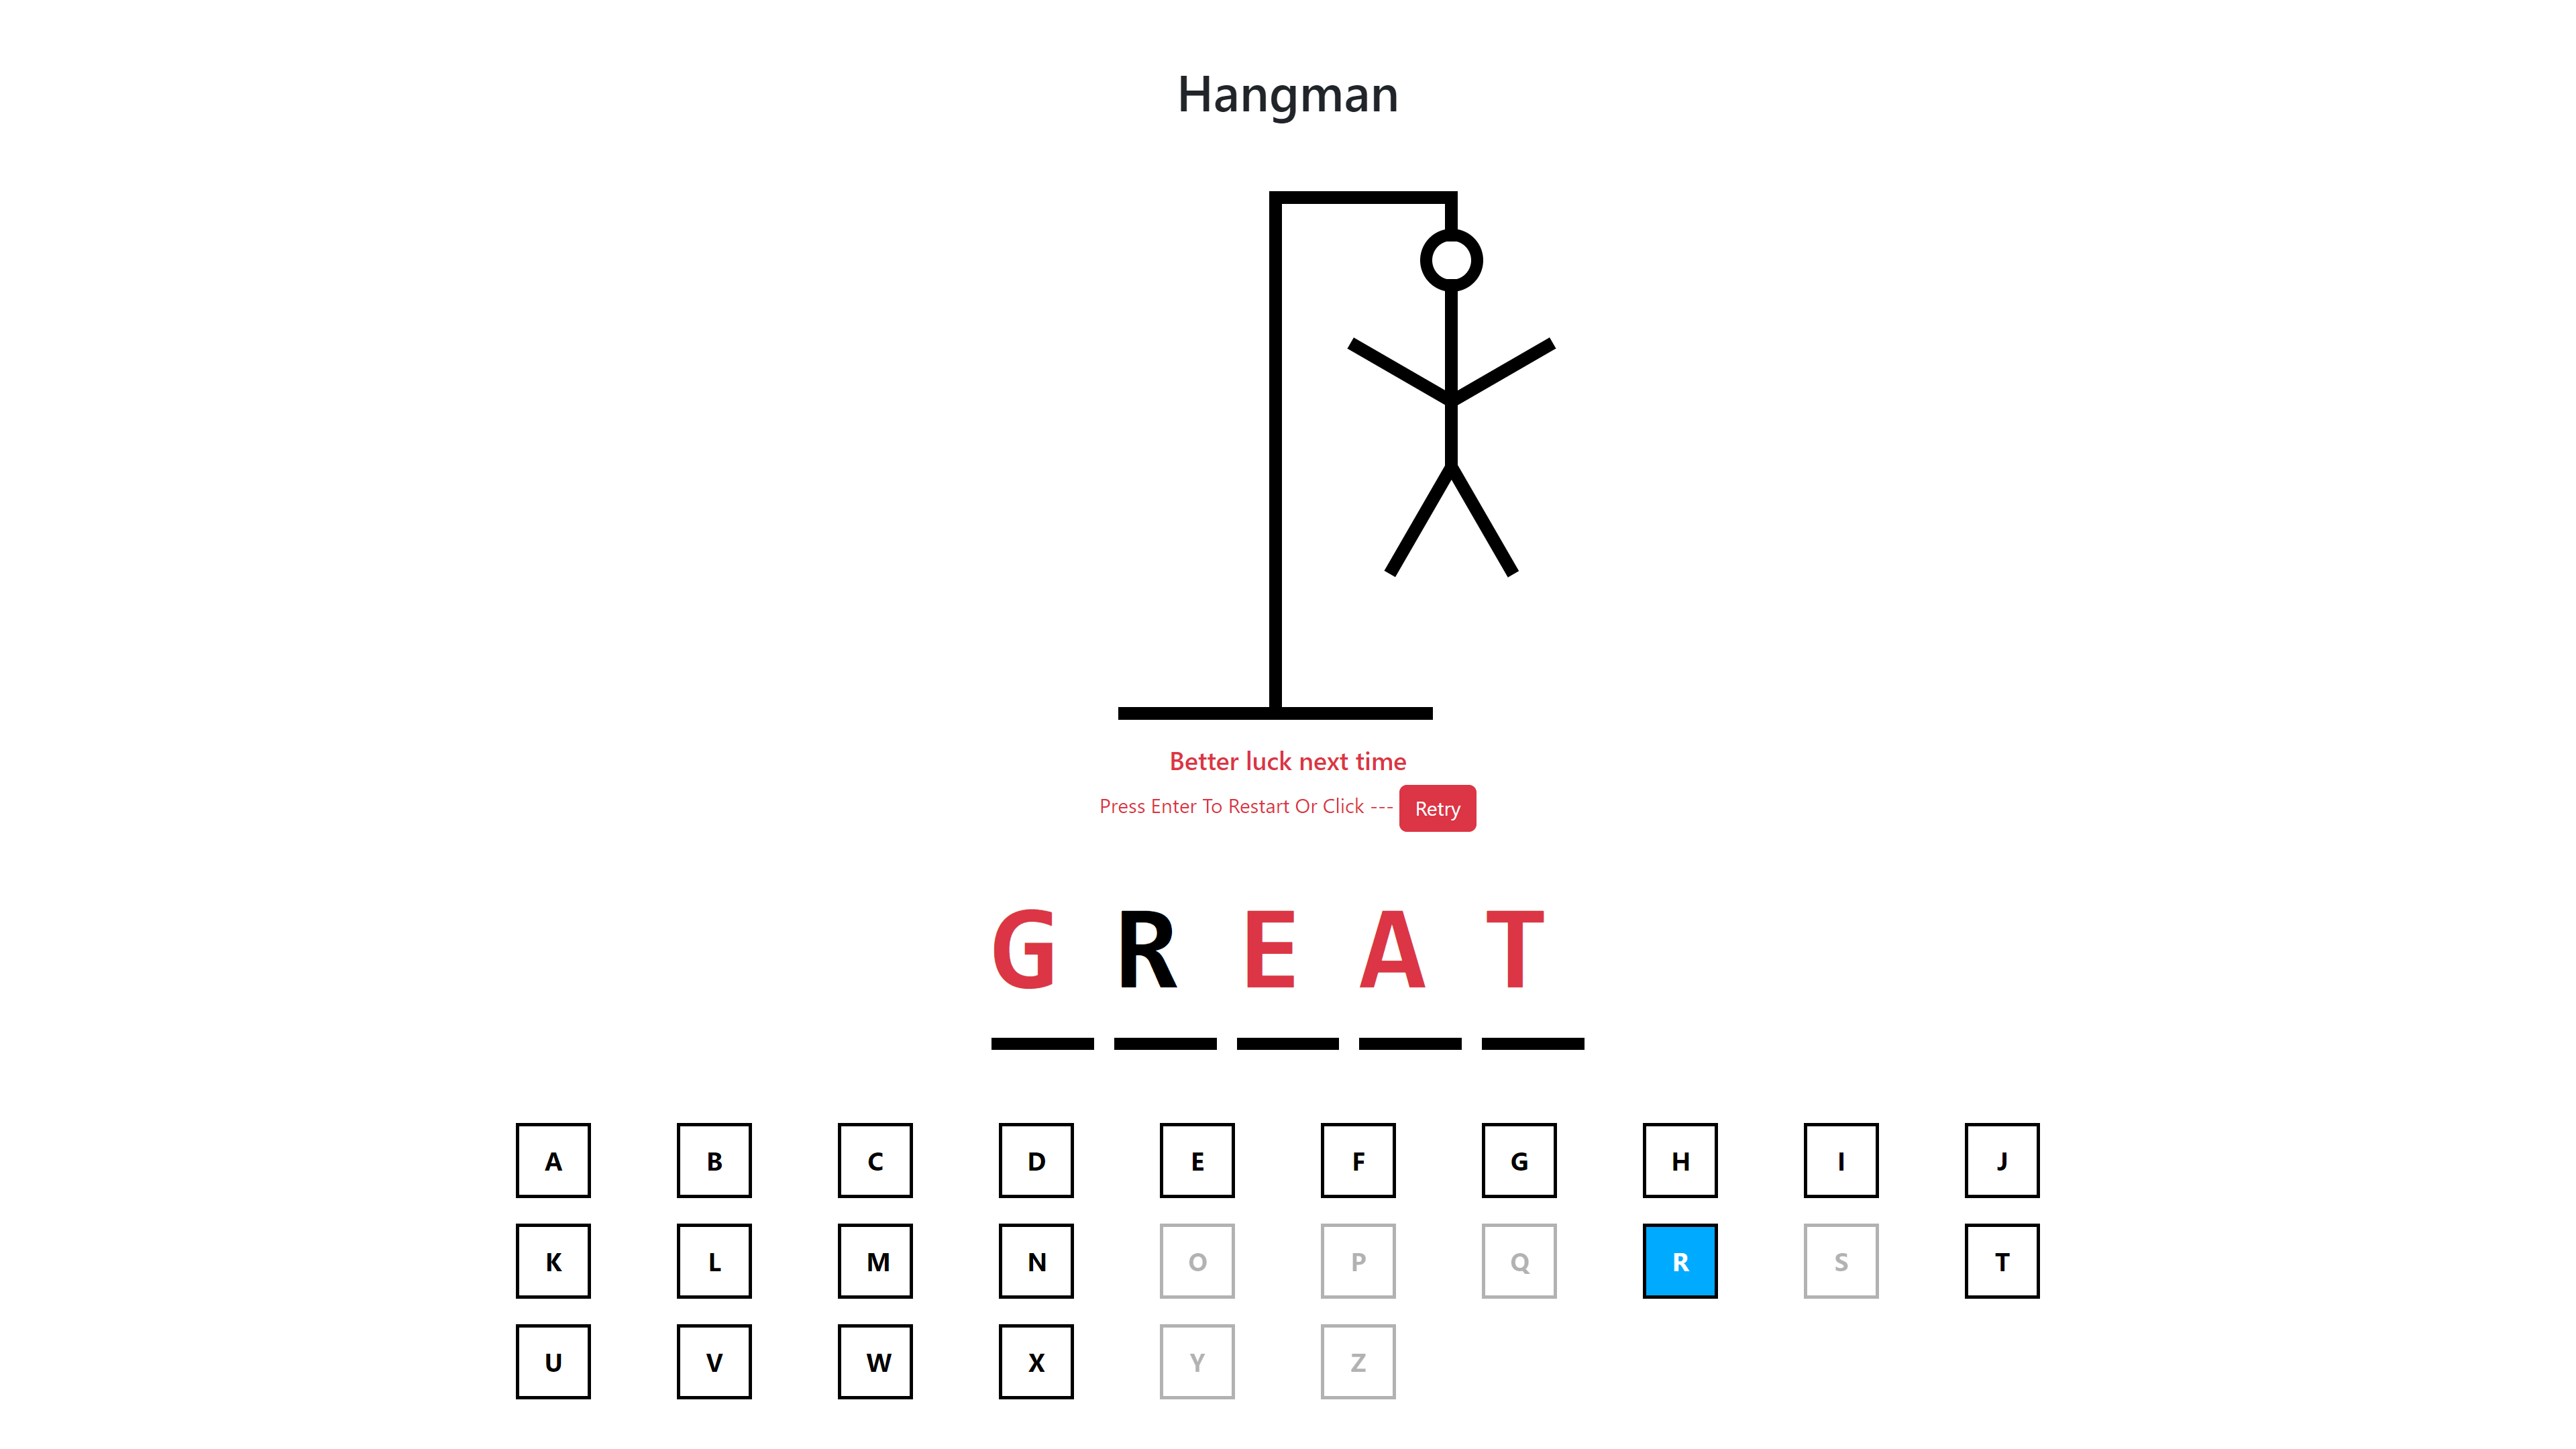 Hangman
Better luck next time
Press Enter To Restart Or Click --- Retry
G R E A T
A B C D E F G H I J
K L M N O P Q R S T
U V W X Y Z